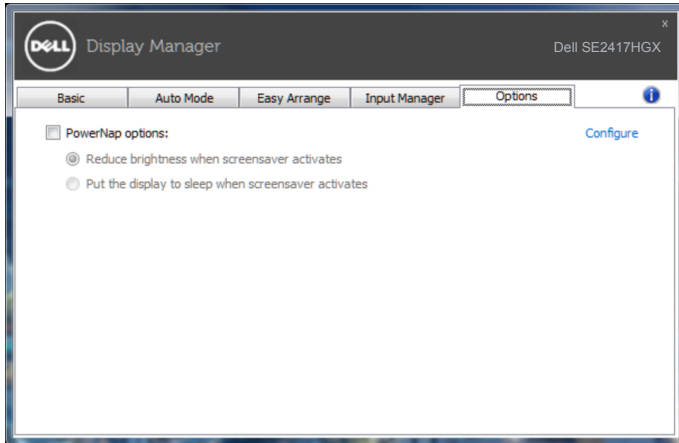 x
DELL Display Manager Dell SE2417HGX
Basic Auto Mode Easy Arrange Input Manager Options i
PowerNap options: Configure
Reduce brightness when screensaver activates
Put the display to sleep when screensaver activates